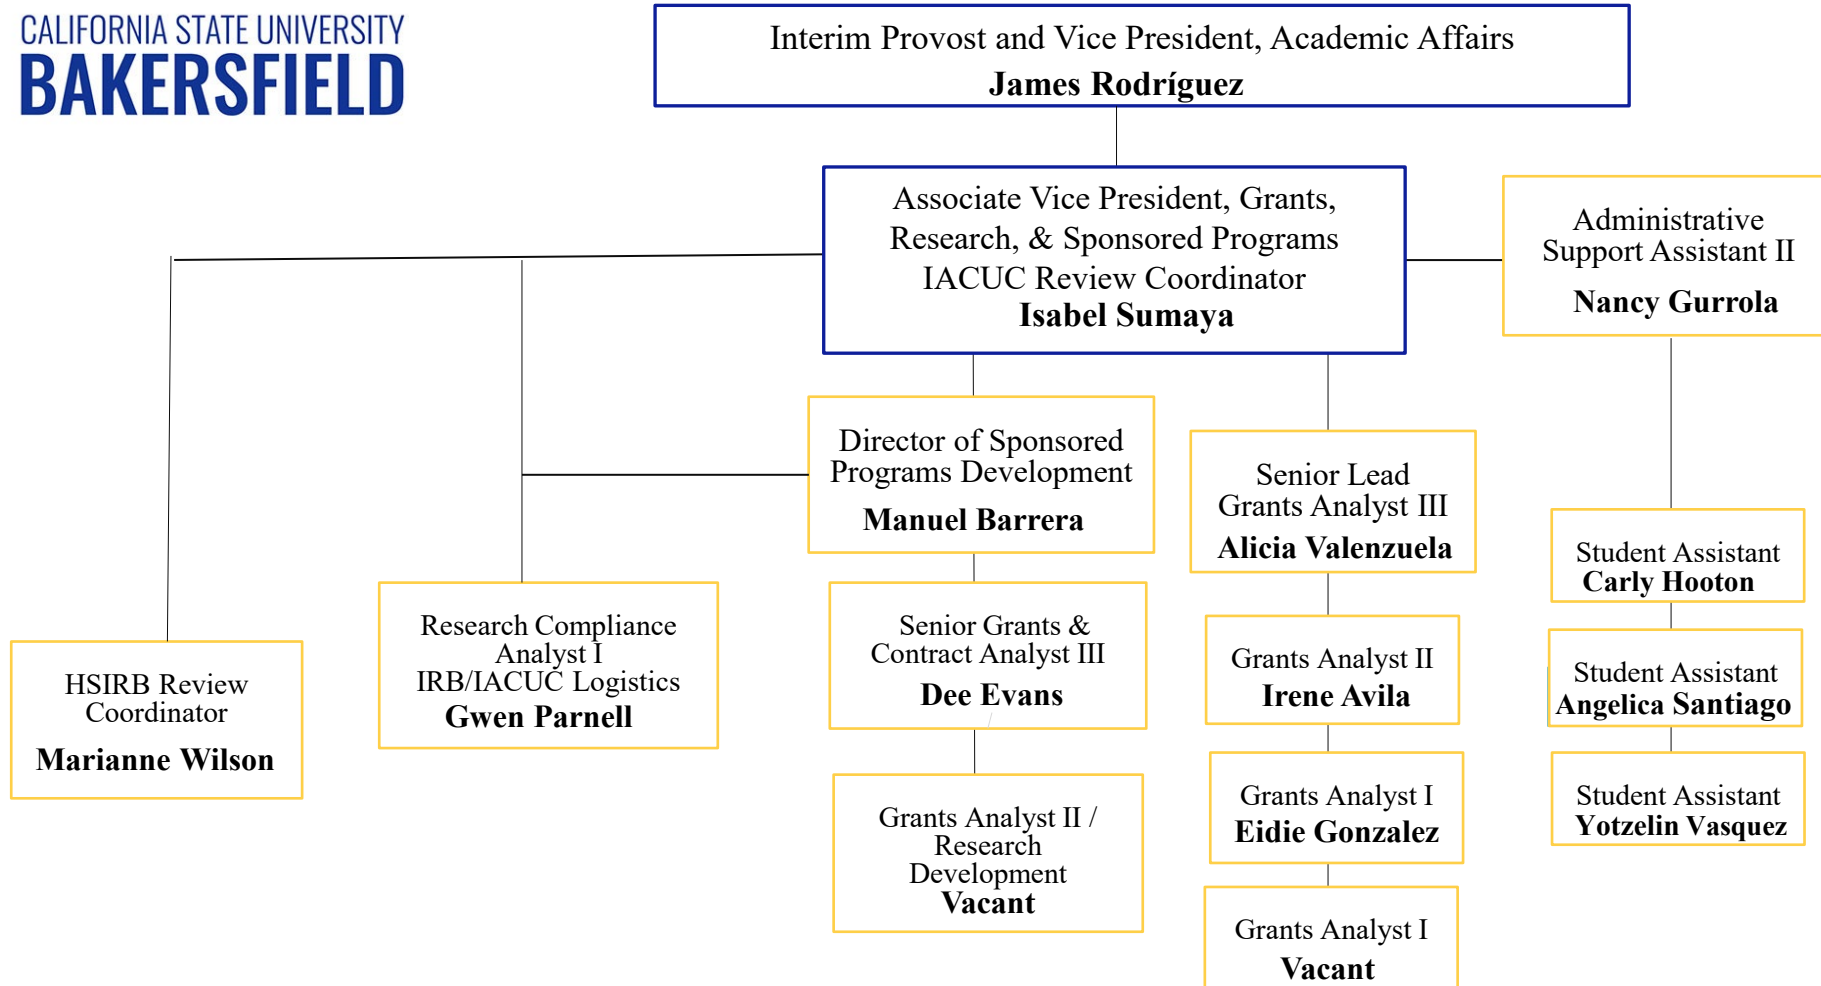 CALIFORNIA STATE UNIVERSITY
BAKERSFIELD
Interim Provost and Vice President, Academic Affairs
James Rodríguez
Associate Vice President, Grants,
Research, & Sponsored Programs
IACUC Review Coordinator
Isabel Sumaya
Administrative
Support Assistant II
Nancy Gurrola
HSIRB Review
Coordinator
Marianne Wilson
Research Compliance
Analyst I
IRB/IACUC Logistics
Gwen Parnell
Director of Sponsored
Programs Development
Manuel Barrera
Senior Grants &
Contract Analyst III
Dee Evans
Grants Analyst II /
Research
Development
Vacant
Senior Lead
Grants Analyst III
Alicia Valenzuela
Grants Analyst II
Irene Avila
Grants Analyst I
Eidie Gonzalez
Grants Analyst I
Vacant
Student Assistant
Carly Hooton
Student Assistant
Angelica Santiago
Student Assistant
Yotzelin Vasquez